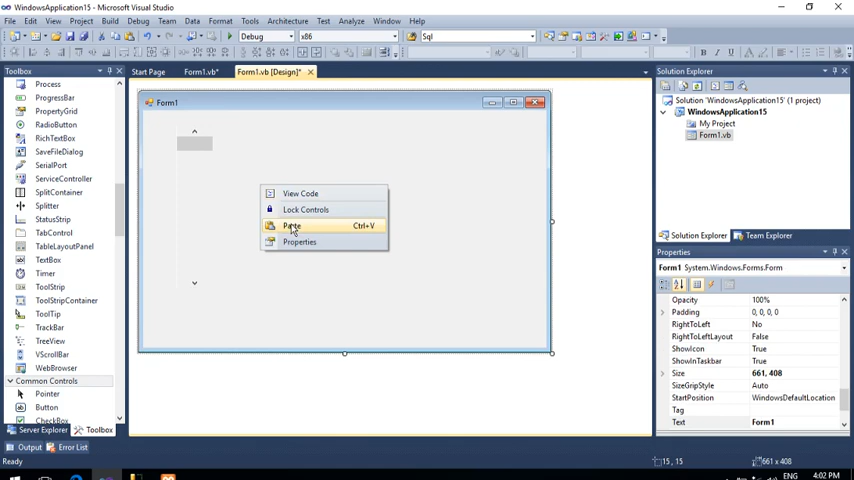 WindowsApplication15 - Microsoft Visual Studio
File Edit View Project Build Debug Team Data Format Tools Architecture Test Analyze Window Help
Debug x86 Sql
Toolbox
Start Page Form1.vb* Form1.vb [Design]*
Solution Explorer
Process
ProgressBar
PropertyGrid
RadioButton
RichTextBox
SaveFileDialog
SerialPort
ServiceController
SplitContainer
Splitter
StatusStrip
TabControl
TableLayoutPanel
TextBox
Timer
ToolStrip
ToolStripContainer
ToolTip
TrackBar
TreeView
VScrollBar
WebBrowser
Common Controls
Pointer
Button
CheckBox
Server Explorer Toolbox
Form1
View Code
Lock Controls
Paste Ctrl+V
Properties
Solution 'WindowsApplication15' (1 project)
WindowsApplication15
My Project
Form1.vb
Solution Explorer Team Explorer
Properties
Form1 System.Windows.Forms.Form
Opacity 100%
Padding 0, 0, 0, 0
RightToLeft No
RightToLeftLayout False
ShowIcon True
ShowInTaskbar True
Size 661, 408
SizeGripStyle Auto
StartPosition WindowsDefaultLocation
Tag
Text Form1
Output Error List
Ready 15 , 15 661 x 408
ENG 4:02 PM